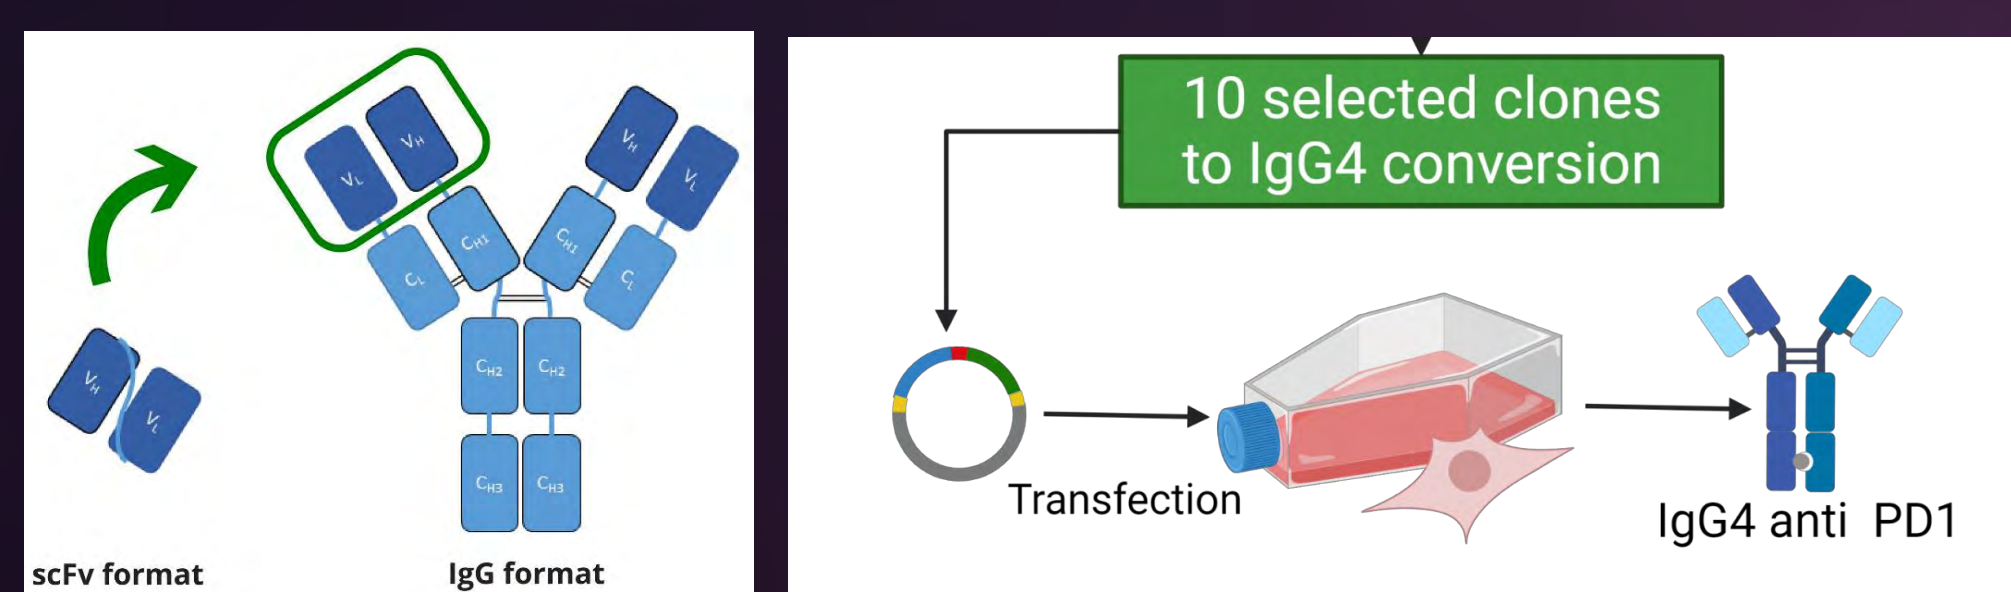 VH
VL
scFv format
VL
VH
CL
CH1
VH
VL
CH1
CL
CH2
CH2
CH3
CH3
IgG format
10 selected clones
to IgG4 conversion
Transfection
IgG4 anti PD1